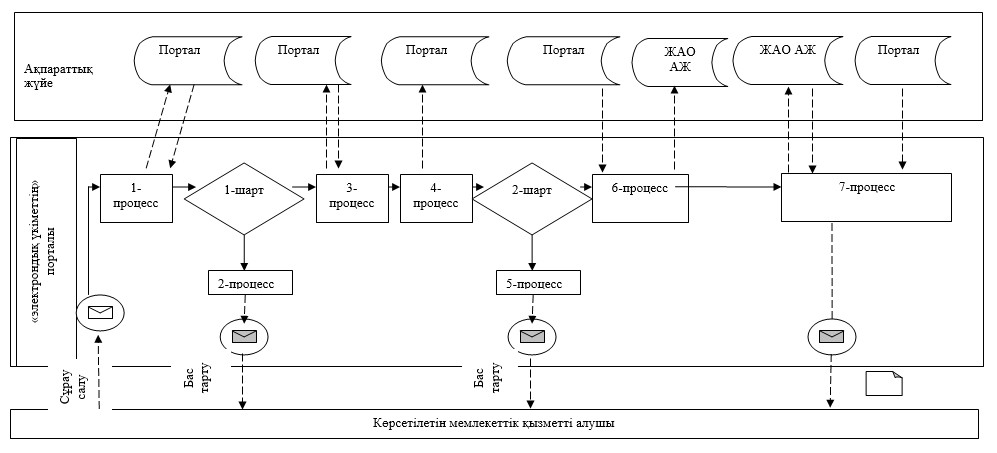 Портал
Портал
Портал
Портал
ЖАО
АЖ
ЖАО АЖ
Портал
Ақпараттық
жүйе
«электрондық үкіметтің»
порталы
1-
процесс
1-шарт
3-
процесс
4-
процесс
2-шарт
6-процесс
7-процесс
2-процесс
5-процесс
Сұрау
салу
Бас
тарту
Бас
тарту
Көрсетілетін мемлекеттік қызметті алушы